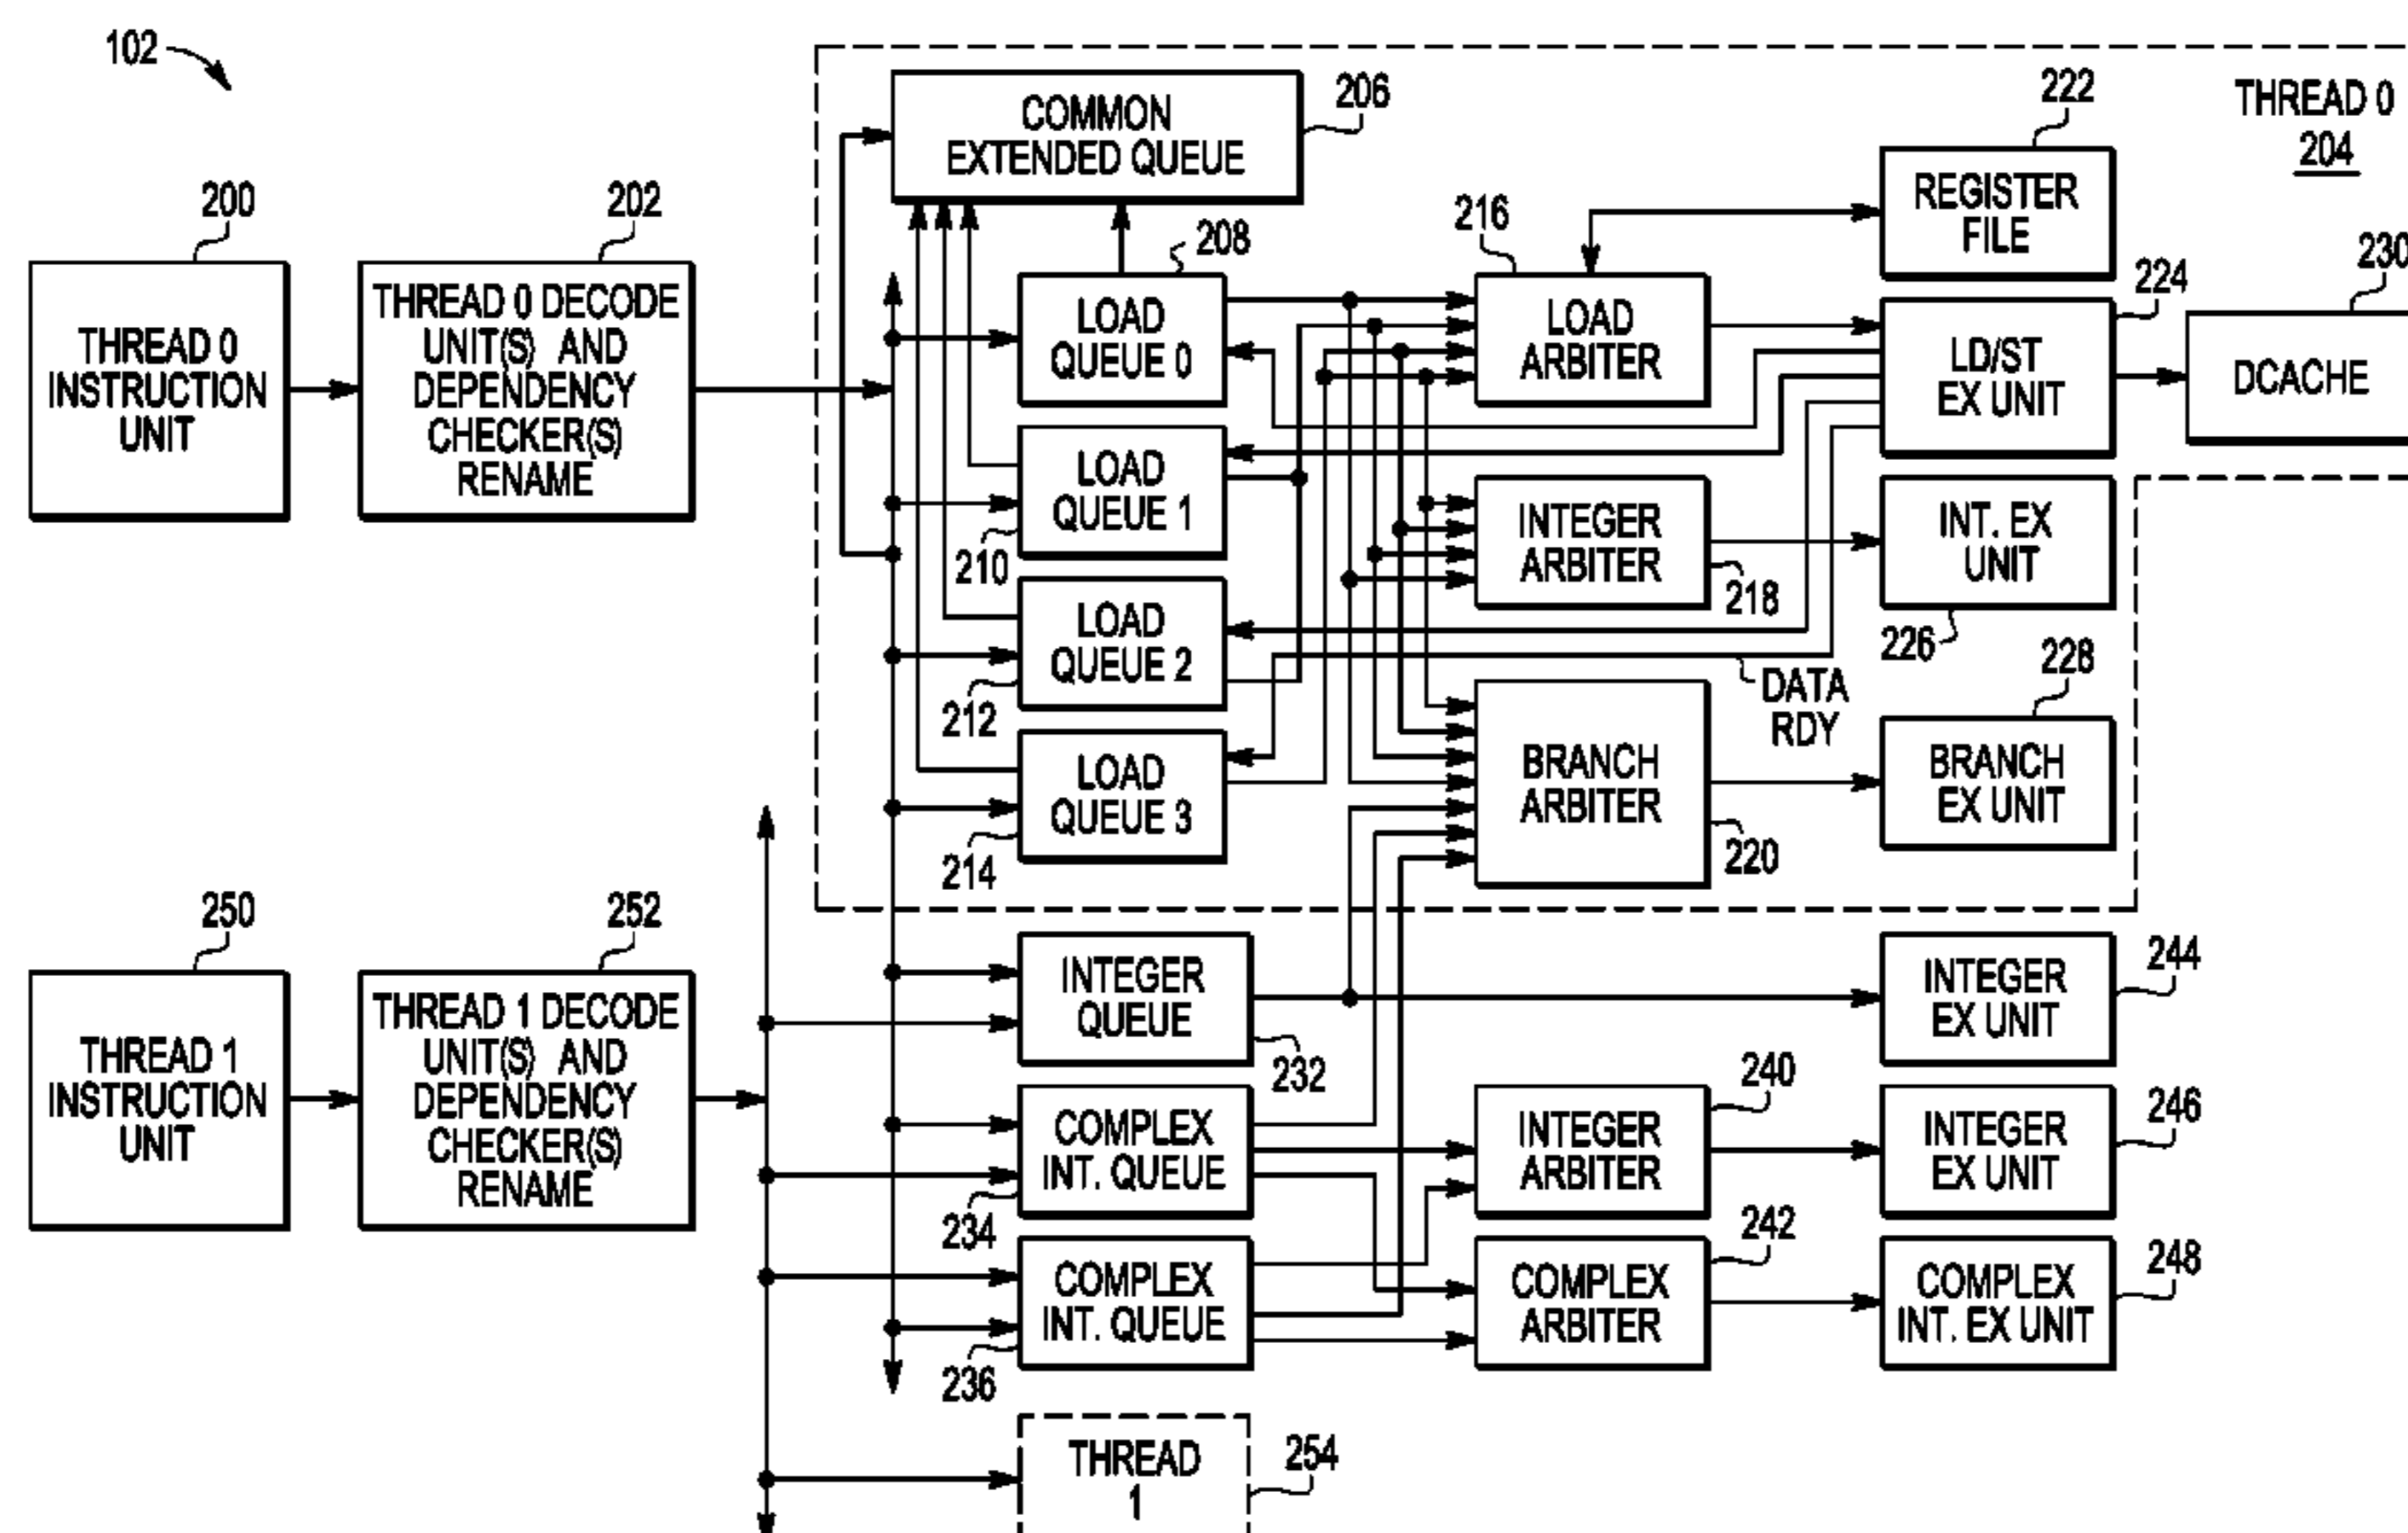 102
COMMON
EXTENDED QUEUE
206
222
THREAD 0
204
REGISTER
FILE
200
202
208
216
224
230
THREAD 0
INSTRUCTION
UNIT
THREAD 0 DECODE
UNIT(S) AND
DEPENDENCY
CHECKER(S)
RENAME
LOAD
QUEUE 0
LOAD
ARBITER
LD/ST
EX UNIT
DCACHE
LOAD
QUEUE 1
210
INTEGER
ARBITER
218
INT. EX
UNIT
226
LOAD
QUEUE 2
212
DATA
RDY
228
LOAD
QUEUE 3
214
BRANCH
ARBITER
220
BRANCH
EX UNIT
250
252
THREAD 1
INSTRUCTION
UNIT
THREAD 1 DECODE
UNIT(S) AND
DEPENDENCY
CHECKER(S)
RENAME
INTEGER
QUEUE
232
INTEGER
EX UNIT
244
COMPLEX
INT. QUEUE
234
240
INTEGER
ARBITER
INTEGER
EX UNIT
246
COMPLEX
INT. QUEUE
236
242
COMPLEX
ARBITER
COMPLEX
INT. EX UNIT
248
THREAD
1
254